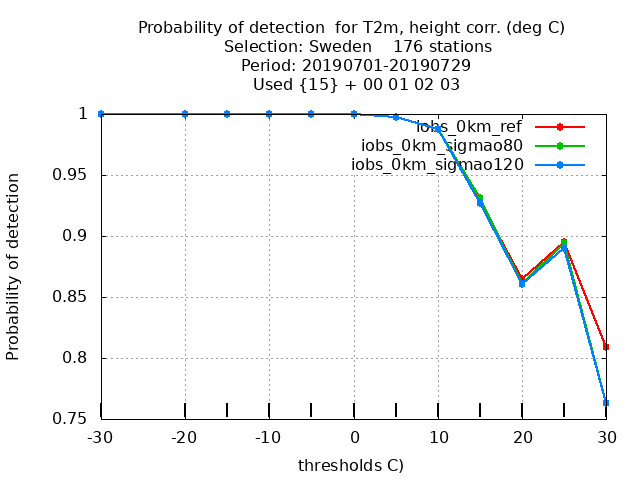 Probability of detection  for T2m, height corr. (deg C)
Selection: Sweden    176 stations
Period: 20190701-20190729
Used {15} + 00 01 02 03
iobs_0km_ref
iobs_0km_sigmao80
iobs_0km_sigmao120
1
0.95
0.9
0.85
0.8
0.75
Probability of detection
-30 -20 -10 0 10 20 30
thresholds C)